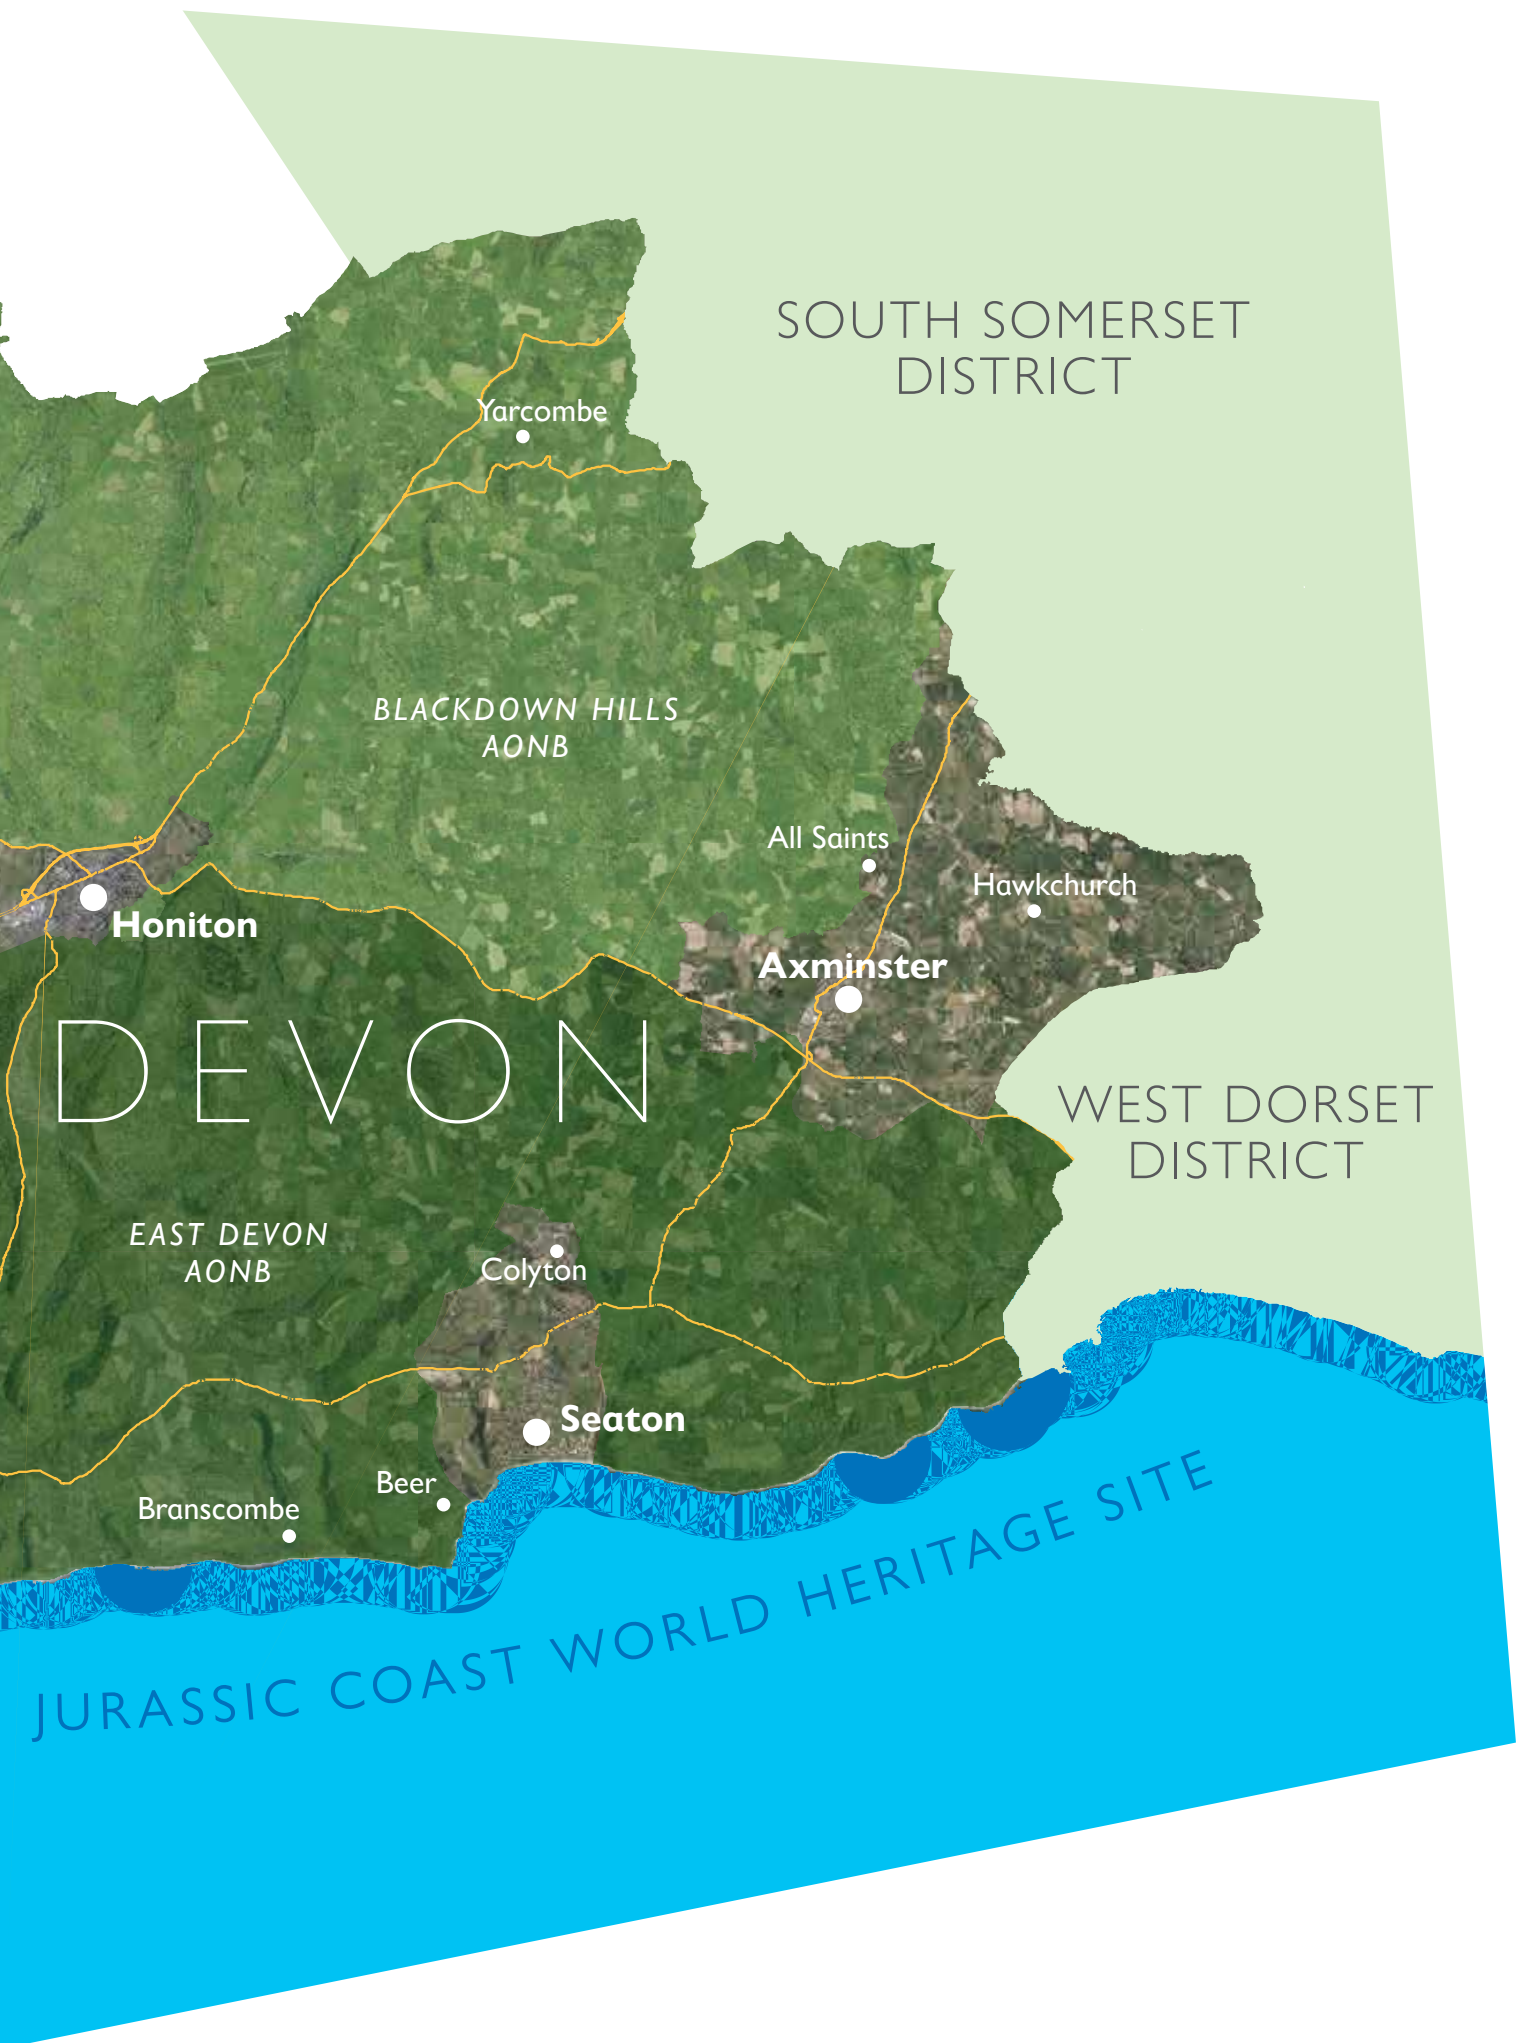 SOUTH SOMERSET
DISTRICT
Yarcombe
BLACKDOWN HILLS
AONB
All Saints
Hawkchurch
Honiton
Axminster
DEVON
WEST DORSET
DISTRICT
EAST DEVON
AONB
Colyton
Seaton
Beer
Branscombe
JURASSIC COAST WORLD HERITAGE SITE